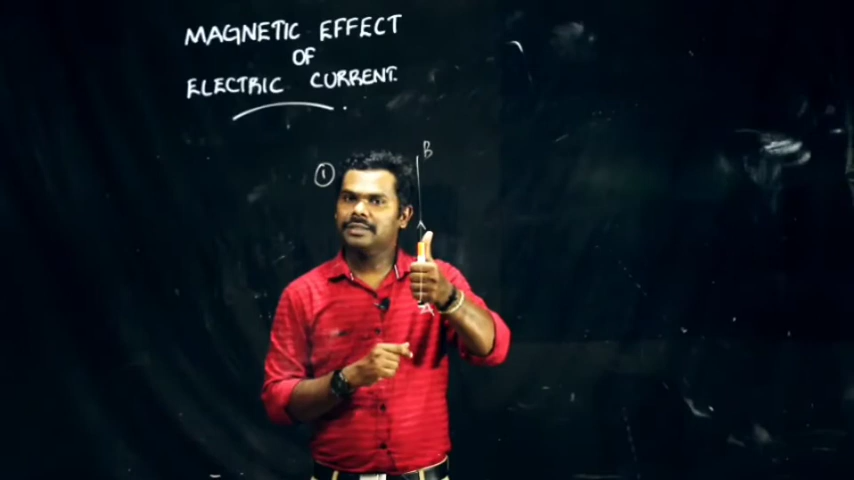 MAGNETIC EFFECT
OF
ELECTRIC CURRENT.
1
B
A